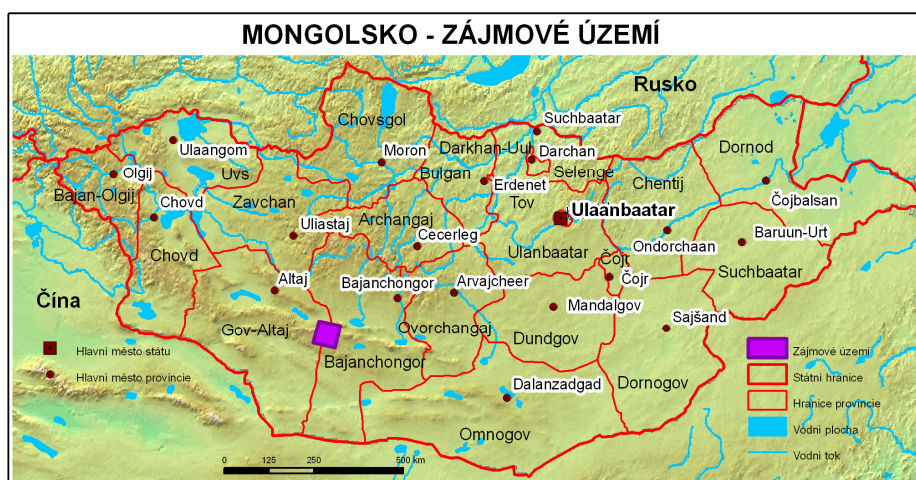 MONGOLSKO - ZÁJMOVÉ ÚZEMÍ
Rusko
Chovsgol
Suchbaatar
Dornod
Ulaangom
Moron
Darkhan-Uul
Darchan
Olgij
Uvs
Bulgan
Selenge
Chentij
Bajan-Olgij
Erdenet
Čojbalsan
Chovd
Zavchan
Archangaj
Tov
Ulaanbaatar
Uliastaj
Cecerleg
Baruun-Urt
Chovd
Ulanbaatar
Ondorchaan
Čojr
Suchbaatar
Altaj
Bajanchongor
Arvajcheer
Čojr
Čína
Mandalgov
Sajšand
Gov-Altaj
Ovorchangaj
Dundgov
Hlavní město státu
Bajanchongor
Zájmové území
Hlavní město provincie
Státní hranice
Dalanzadgad
Dornogov
Hranice provincie
Omnogov
Vodní plocha
Vodní tok
0 125 250 500 km